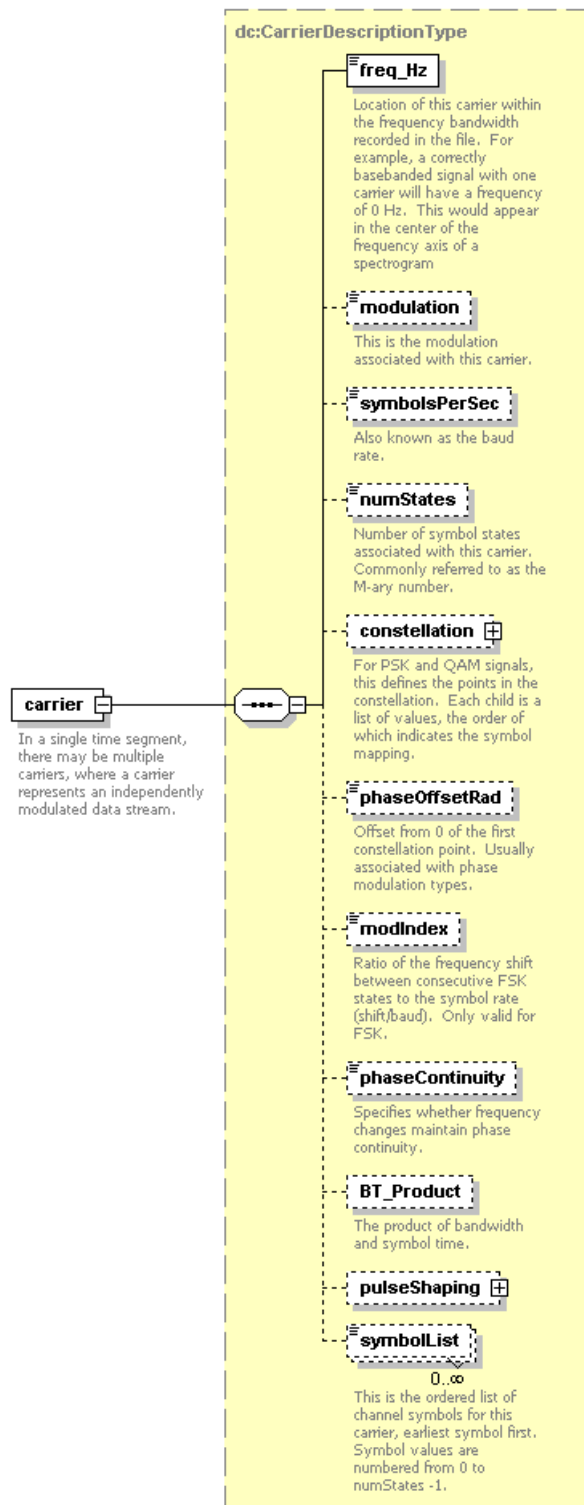 dc:CarrierDescriptionType
freq_Hz
Location of this carrier within
the frequency bandwidth
recorded in the file. For
example, a correctly
basebanded signal with one
carrier will have a frequency
of 0 Hz. This would appear
in the center of the
frequency axis of a
spectrogram
modulation
This is the modulation
associated with this carrier.
symbolsPerSec
Also known as the baud
rate.
numStates
Number of symbol states
associated with this carrier.
Commonly referred to as the
M-ary number.
constellation
For PSK and QAM signals,
this defines the points in the
constellation. Each child is a
list of values, the order of
which indicates the symbol
mapping.
carrier
In a single time segment,
there may be multiple
carriers, where a carrier
represents an independently
modulated data stream.
phaseOffsetRad
Offset from 0 of the first
constellation point. Usually
associated with phase
modulation types.
modIndex
Ratio of the frequency shift
between consecutive FSK
states to the symbol rate
(shift/baud). Only valid for
FSK.
phaseContinuity
Specifies whether frequency
changes maintain phase
continuity.
BT_Product
The product of bandwidth
and symbol time.
pulseShaping
symbolList
0..∞
This is the ordered list of
channel symbols for this
carrier, earliest symbol first.
Symbol values are
numbered from 0 to
numStates -1.